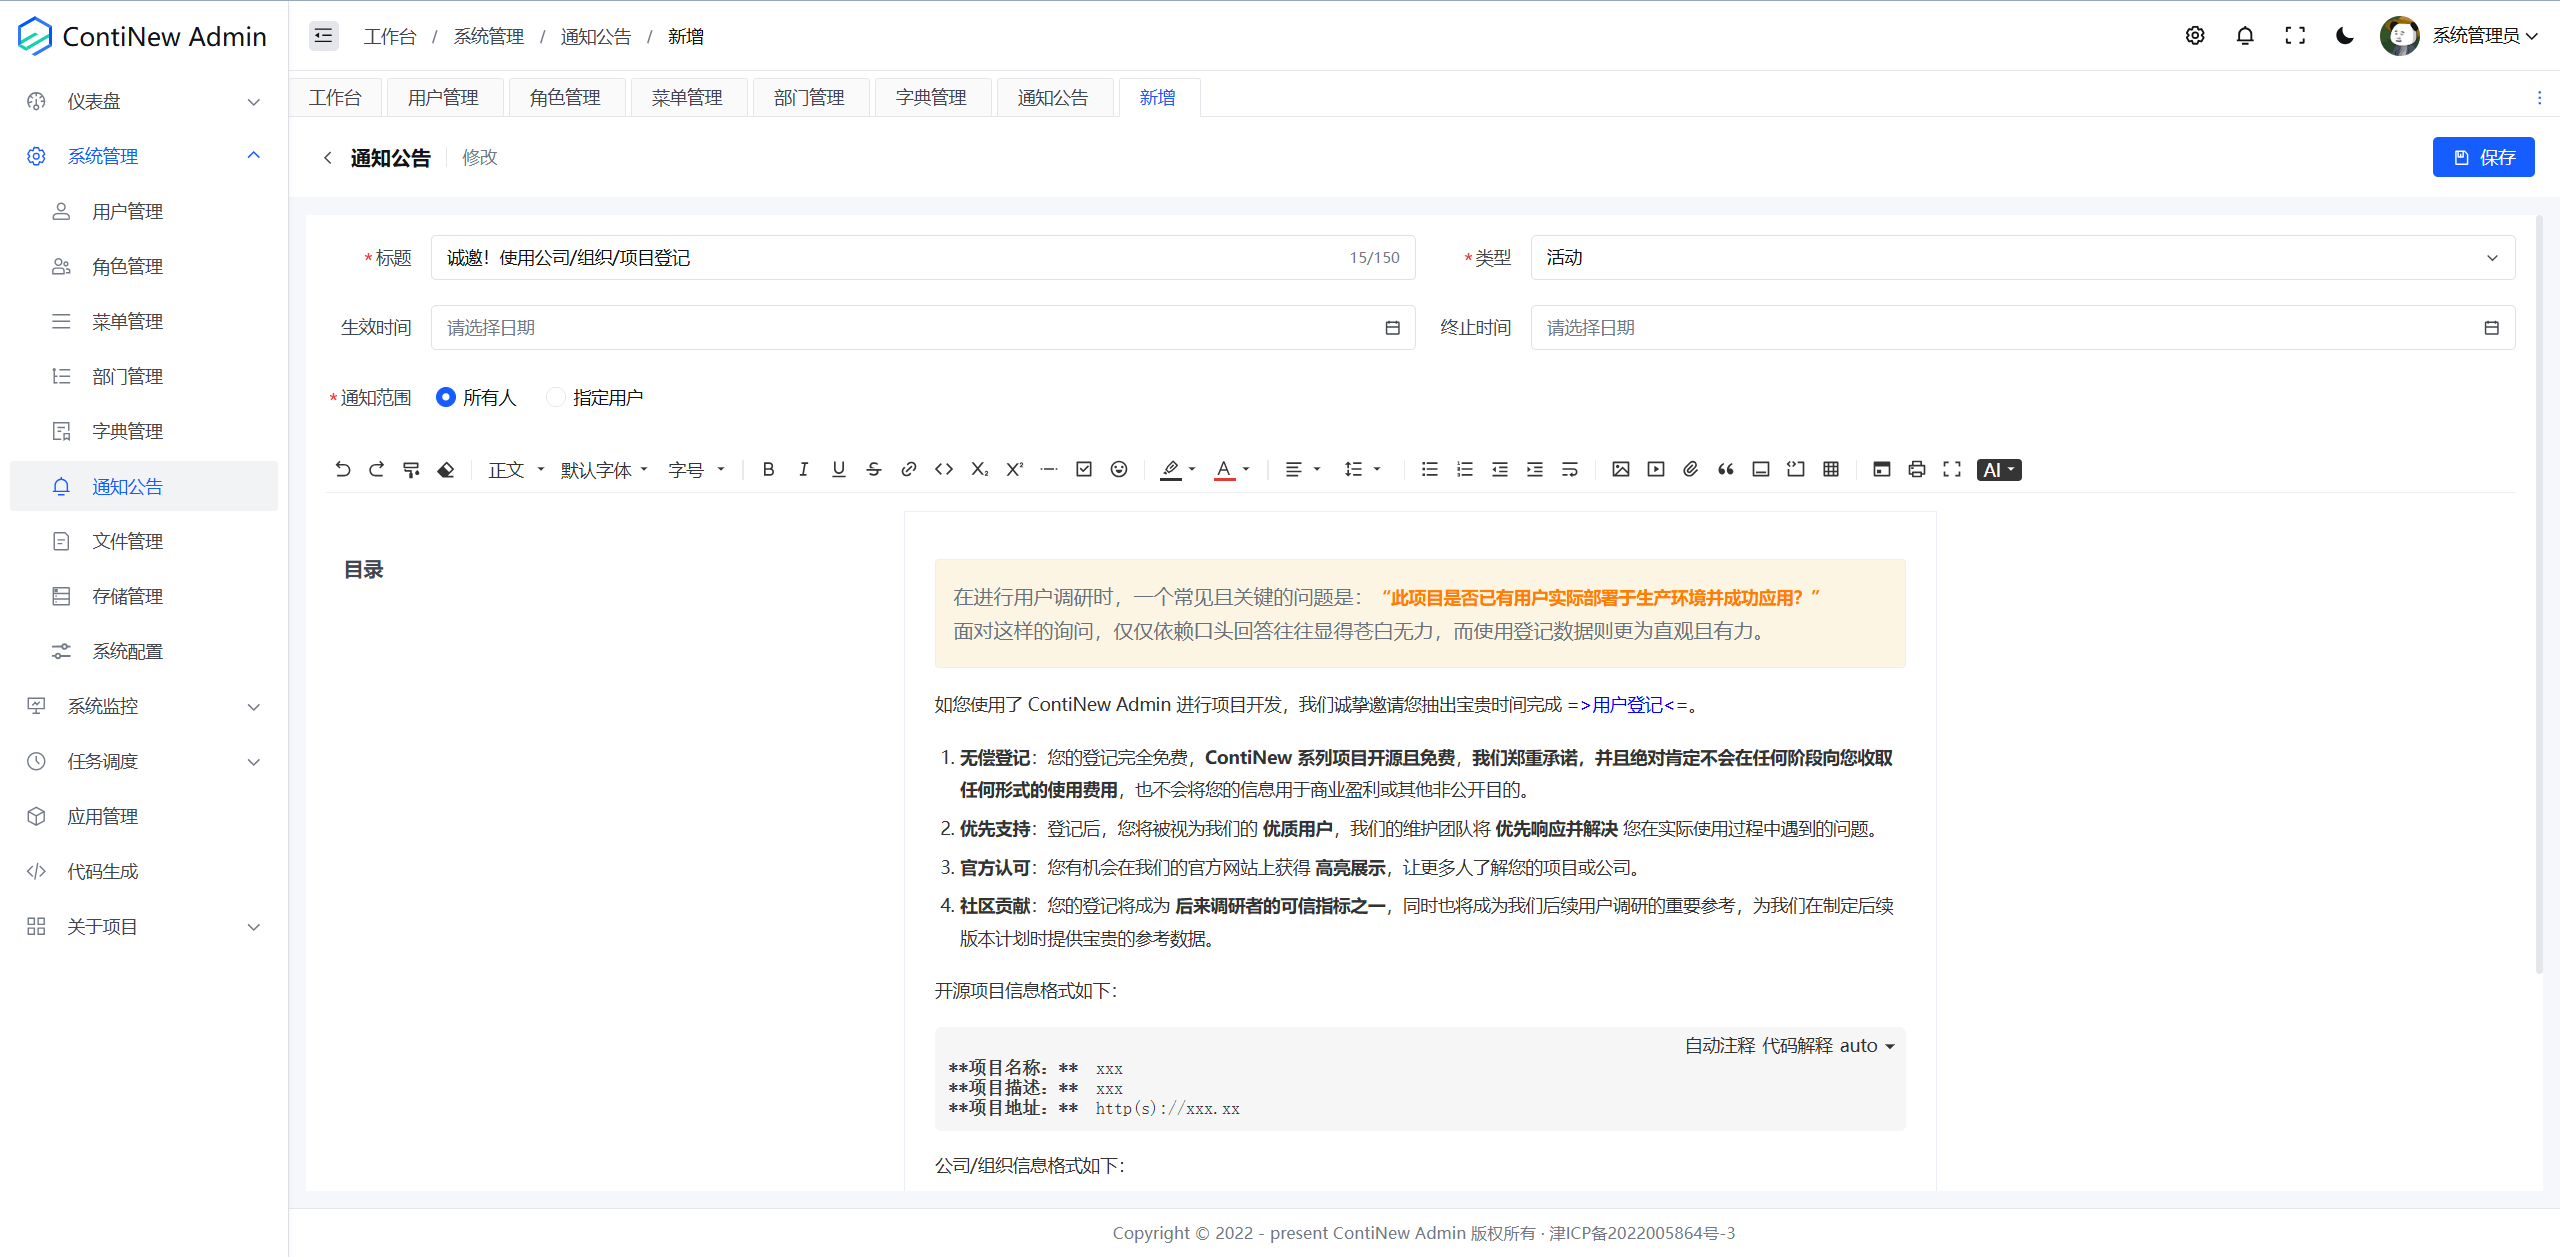 ContiNew Admin
工作台 / 系统管理 / 通知公告 / 新增
系统管理员
仪表盘
系统管理
用户管理
角色管理
菜单管理
部门管理
字典管理
通知公告
文件管理
存储管理
系统配置
系统监控
任务调度
应用管理
代码生成
关于项目
工作台 用户管理 角色管理 菜单管理 部门管理 字典管理 通知公告 新增
通知公告 修改
保存
*标题 诚邀！使用公司/组织/项目登记 15/150
*类型 活动
生效时间 请选择日期
终止时间 请选择日期
*通知范围 所有人 指定用户
正文 默认字体 字号 AI
目录
在进行用户调研时，一个常见且关键的问题是：“此项目是否已有用户实际部署于生产环境并成功应用？”
面对这样的询问，仅仅依赖口头回答往往显得苍白无力，而使用登记数据则更为直观且有力。
如您使用了 ContiNew Admin 进行项目开发，我们诚挚邀请您抽出宝贵时间完成 =>用户登记<=。
1. 无偿登记：您的登记完全免费，ContiNew 系列项目开源且免费，我们郑重承诺，并且绝对肯定不会在任何阶段向您收取
任何形式的使用费用，也不会将您的信息用于商业盈利或其他非公开目的。
2. 优先支持：登记后，您将被视为我们的 优质用户，我们的维护团队将 优先响应并解决 您在实际使用过程中遇到的问题。
3. 官方认可：您有机会在我们的官方网站上获得 高亮展示，让更多人了解您的项目或公司。
4. 社区贡献：您的登记将成为 后来调研者的可信指标之一，同时也将成为我们后续用户调研的重要参考，为我们在制定后续
版本计划时提供宝贵的参考数据。
开源项目信息格式如下：
自动注释 代码解释 auto
**项目名称：** xxx
**项目描述：** xxx
**项目地址：** http(s)://xxx.xx
公司/组织信息格式如下：
Copyright © 2022 - present ContiNew Admin 版权所有 · 津ICP备2022005864号-3